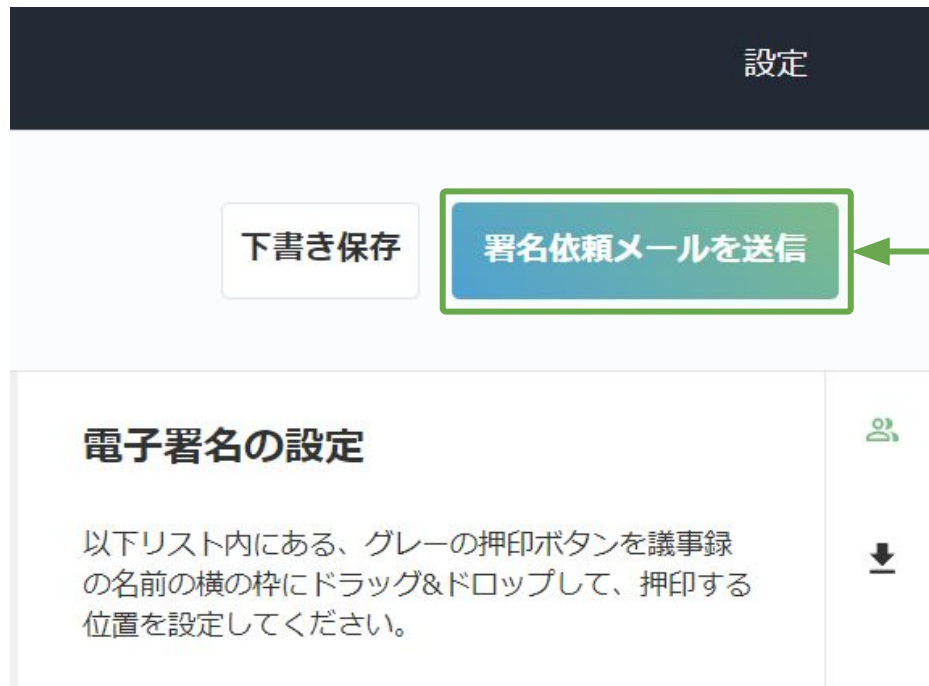 設定
下書き保存
署名依頼メールを送信
電子署名の設定
以下リスト内にある、グレーの押印ボタンを議事録
の名前の横の枠にドラッグ&ドロップして、押印する
位置を設定してください。